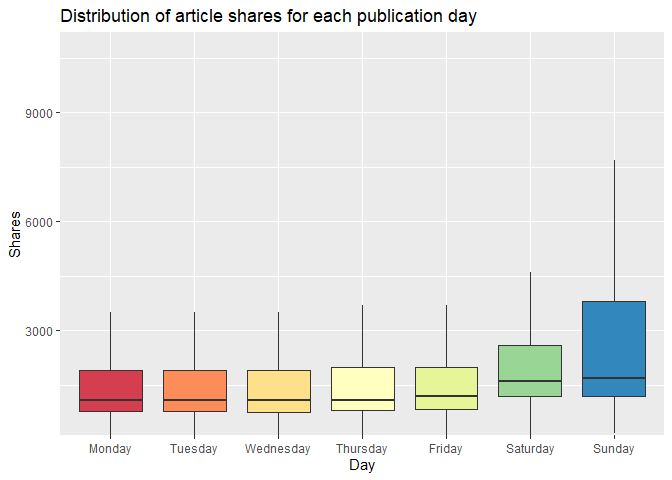 Distribution of article shares for each publication day
9000
6000
3000
Shares
Monday Tuesday Wednesday Thursday Friday Saturday Sunday
Day